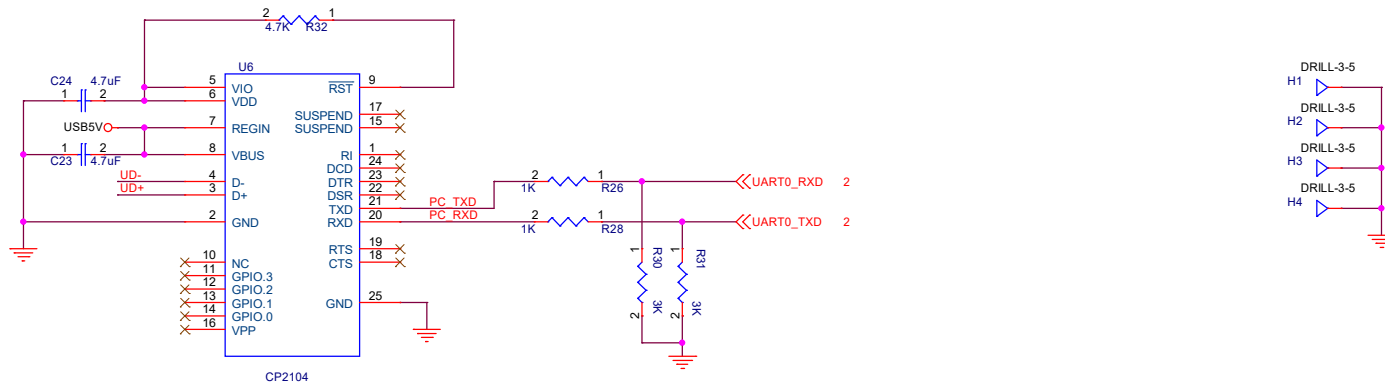 2 1
4.7K R32
DRILL-3-5
H1
DRILL-3-5
H2
DRILL-3-5
H3
DRILL-3-5
H4
U6
C24 4.7uF
1 2
5 VIO
6 VDD
USB5V
7 REGIN
1 2
C23 4.7uF
8 VBUS
UD- 4 D-
UD+ 3 D+
2 GND
10 NC
11 GPIO.3
12 GPIO.2
13 GPIO.1
14 GPIO.0
16 VPP
RST 9
SUSPEND 17
SUSPEND 15
RI 1
DCD 24
DTR 23
DSR 22
TXD 21 PC_TXD
RXD 20 PC_RXD
RTS 19
CTS 18
GND 25
CP2104
2 1
1K R26
UART0_RXD 2
2 1
1K R28
UART0_TXD 2
1 R30 3K 2
1 R31 3K 2